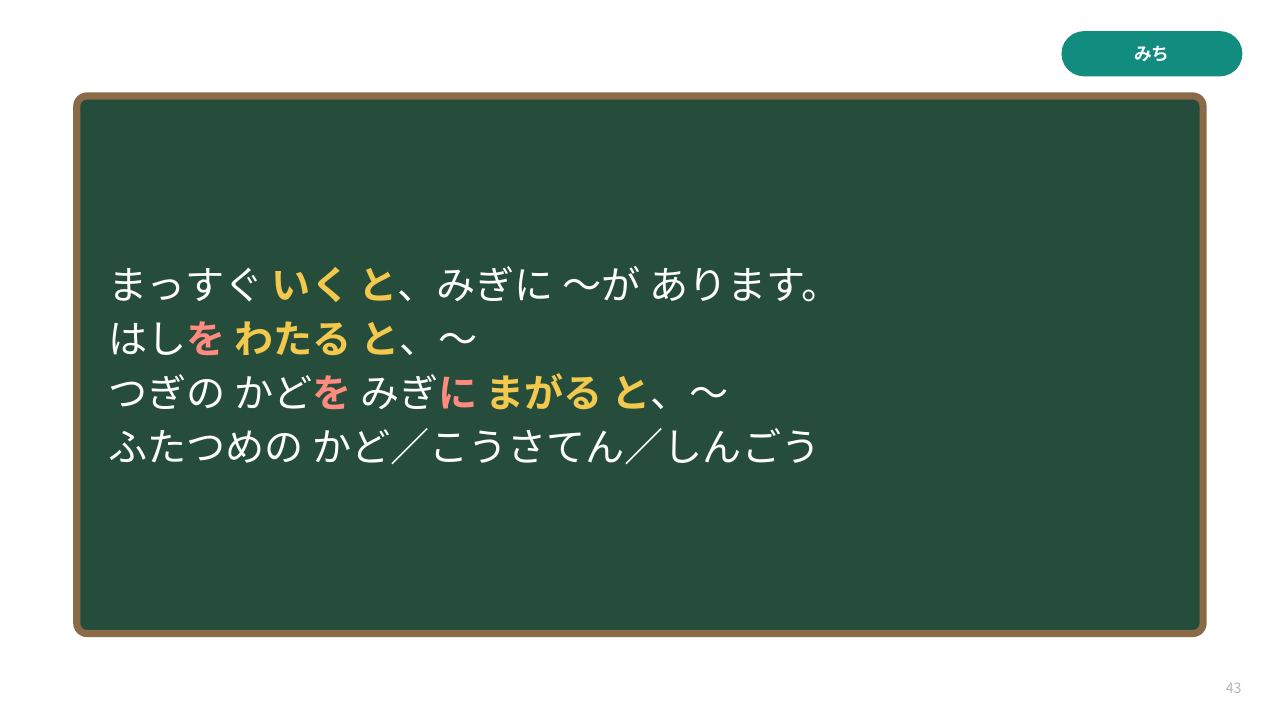 みち
まっすぐ いく と、みぎに ～が あります。
はしを わたる と、～
つぎの かどを みぎに まがる と、～
ふたつめの かど／こうさてん／しんごう
43